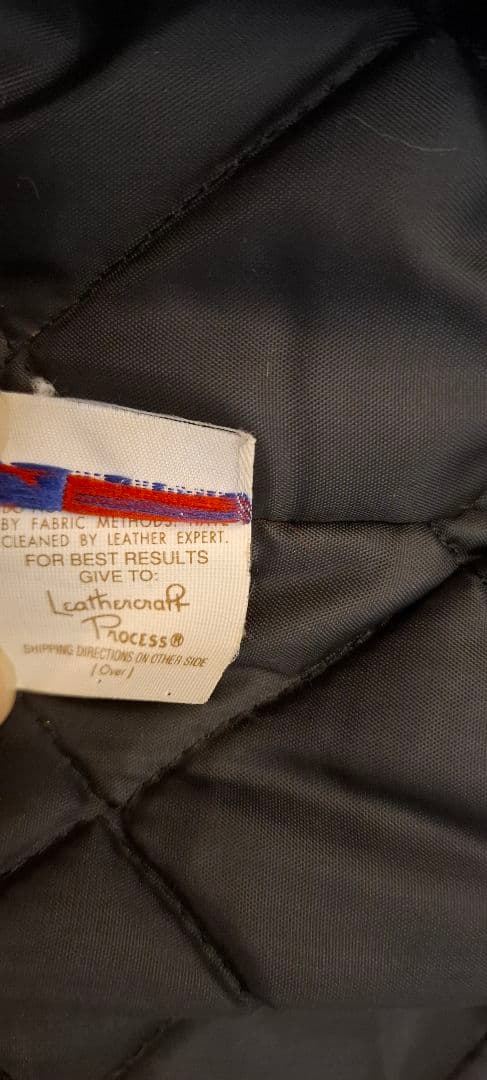 BY FABRIC METHODS. HAVE
CLEANED BY LEATHER EXPERT.
FOR BEST RESULTS
GIVE TO:
Leathercraft
Process®
SHIPPING DIRECTIONS ON OTHER SIDE
(Over)